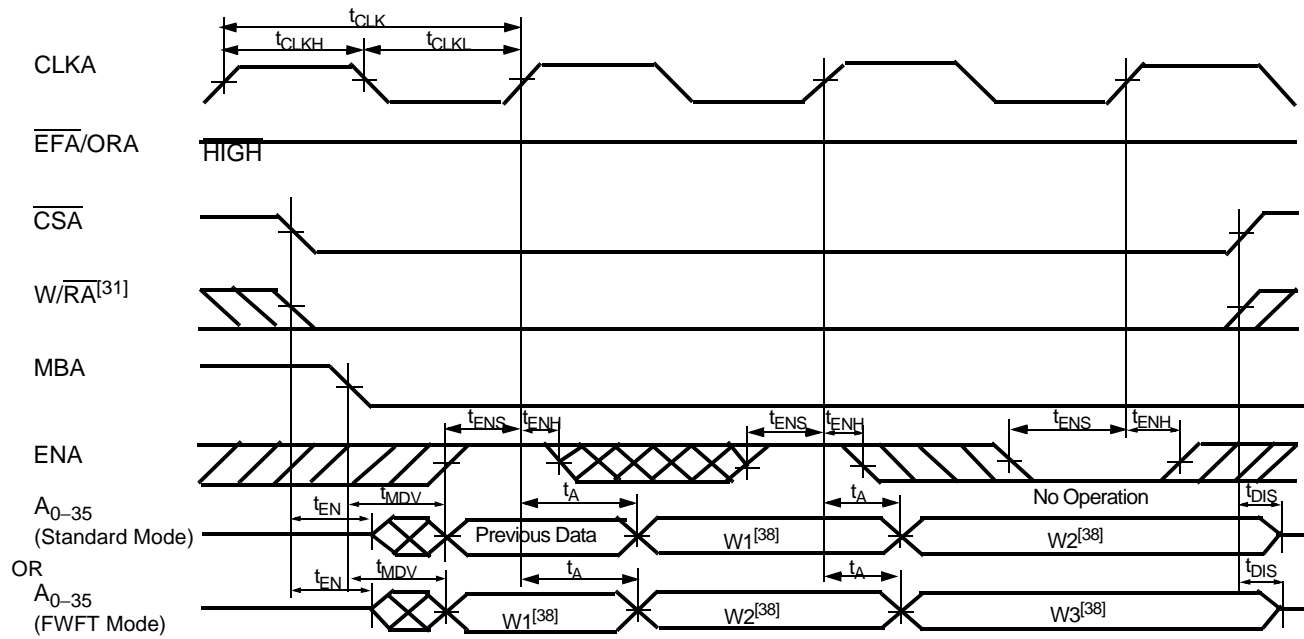 tCLK
tCLKH tCLKL
CLKA
EFA/ORA HIGH
CSA
W/RA[31]
MBA
tENS tENH tENS tENH tENS tENH
ENA
tEN tMDV tA tA No Operation tDIS
A0–35
(Standard Mode) Previous Data W1[38] W2[38]
OR
tEN tMDV tA tA tDIS
A0–35
(FWFT Mode) W1[38] W2[38] W3[38]